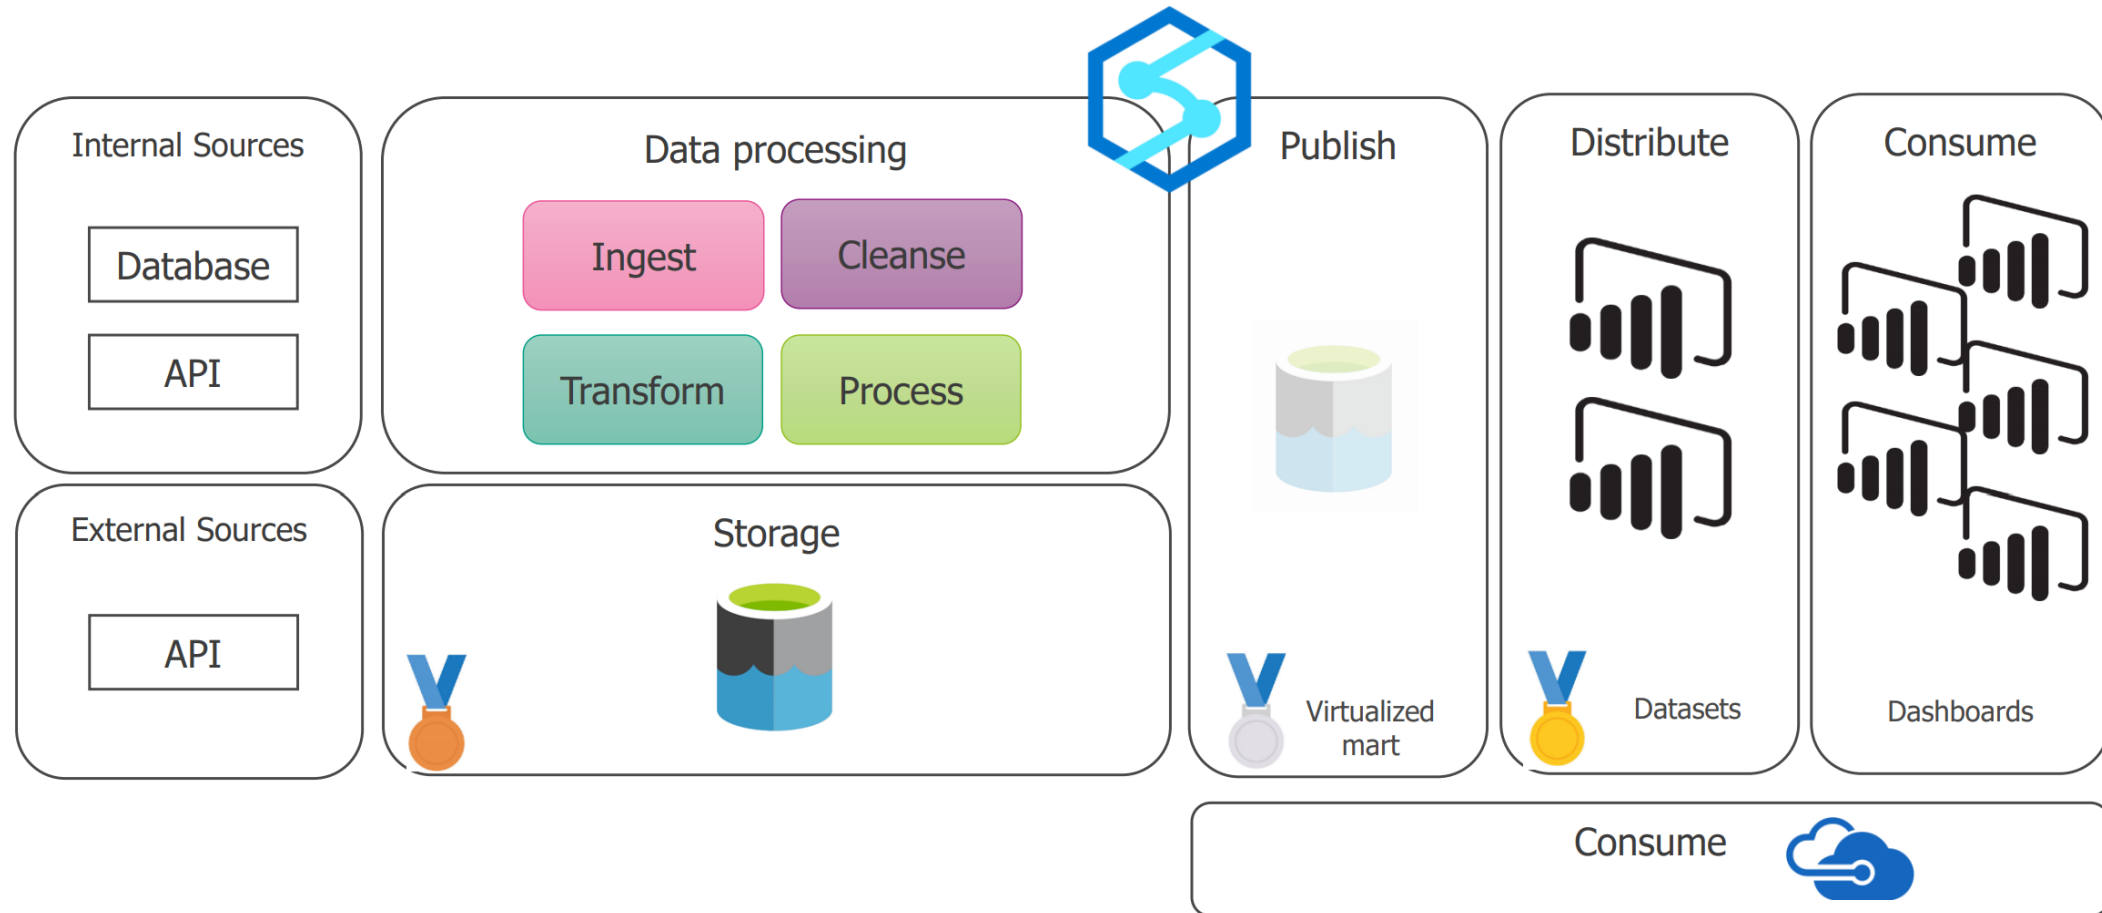 Internal Sources
Database
API
External Sources
API
Data processing
Ingest
Cleanse
Transform
Process
Storage
Publish
Virtualized
mart
Distribute
Datasets
Consume
Dashboards
Consume